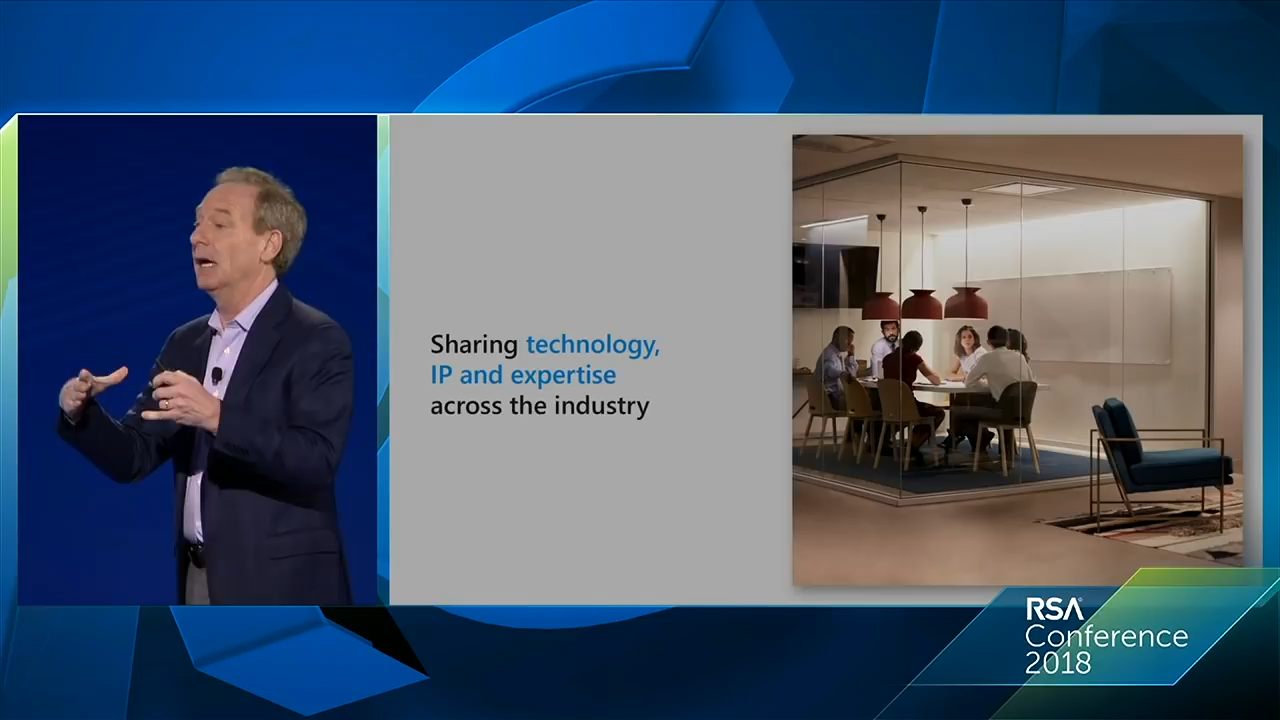 Sharing technology,
IP and expertise
across the industry
RSA
Conference
2018